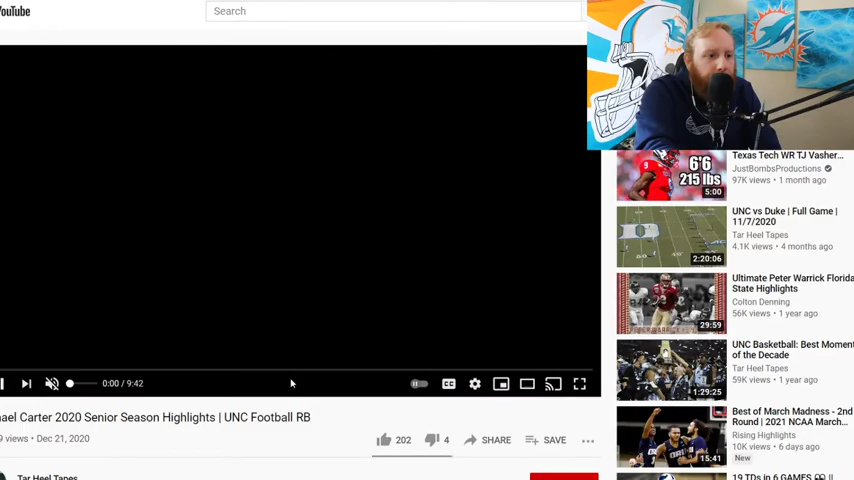 YouTube
Search
0:00 / 9:42
CC
ael Carter 2020 Senior Season Highlights | UNC Football RB
9 views • Dec 21, 2020
202
4
SHARE
SAVE
Tar Heel Tapes
6'6
215 lbs
5:00
Texas Tech WR TJ Vasher...
JustBombsProductions
97K views • 1 month ago
2:20:06
UNC vs Duke | Full Game |
11/7/2020
Tar Heel Tapes
4.1K views • 4 months ago
29:59
Ultimate Peter Warrick Florida
State Highlights
Colton Denning
56K views • 1 year ago
1:29:25
UNC Basketball: Best Momen
of the Decade
Tar Heel Tapes
59K views • 1 year ago
15:41
Best of March Madness - 2nd
Round | 2021 NCAA March...
Rising Highlights
10K views • 6 days ago
New
19 TDs in 6 GAMES